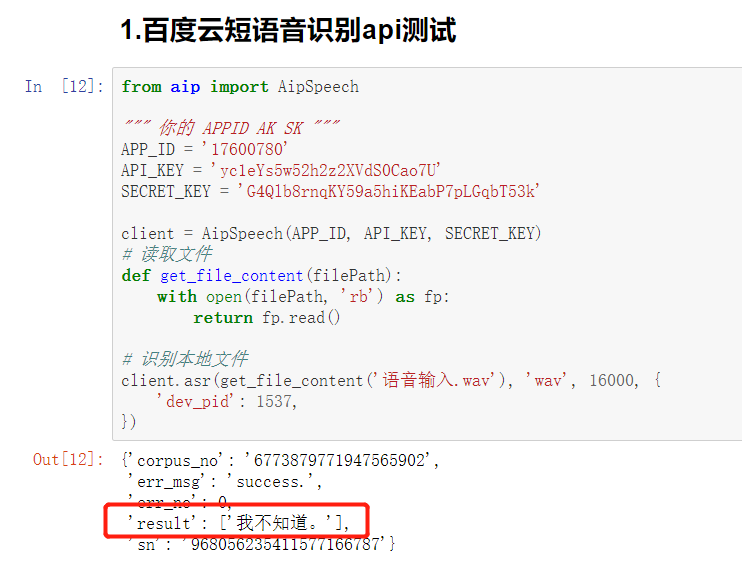 1.百度云短语音识别api测试
In [12]:
from aip import AipSpeech
""" 你的 APPID AK SK """
APP_ID = '17600780'
API_KEY = 'yc1eYs5w52h2z2XVdS0Cao7U'
SECRET_KEY = 'G4Qlb8rnqKY59a5hiKEabP7pLGqbT53k'
client = AipSpeech(APP_ID, API_KEY, SECRET_KEY)
# 读取文件
def get_file_content(filePath):
    with open(filePath, 'rb') as fp:
        return fp.read()
# 识别本地文件
client.asr(get_file_content('语音输入.wav'), 'wav', 16000, {
    'dev_pid': 1537,
})
Out[12]: {'corpus_no': '6773879771947565902',
 'err_msg': 'success.',
 'err_no': 0,
 'result': ['我不知道。'],
 'sn': '968056235411577166787'}